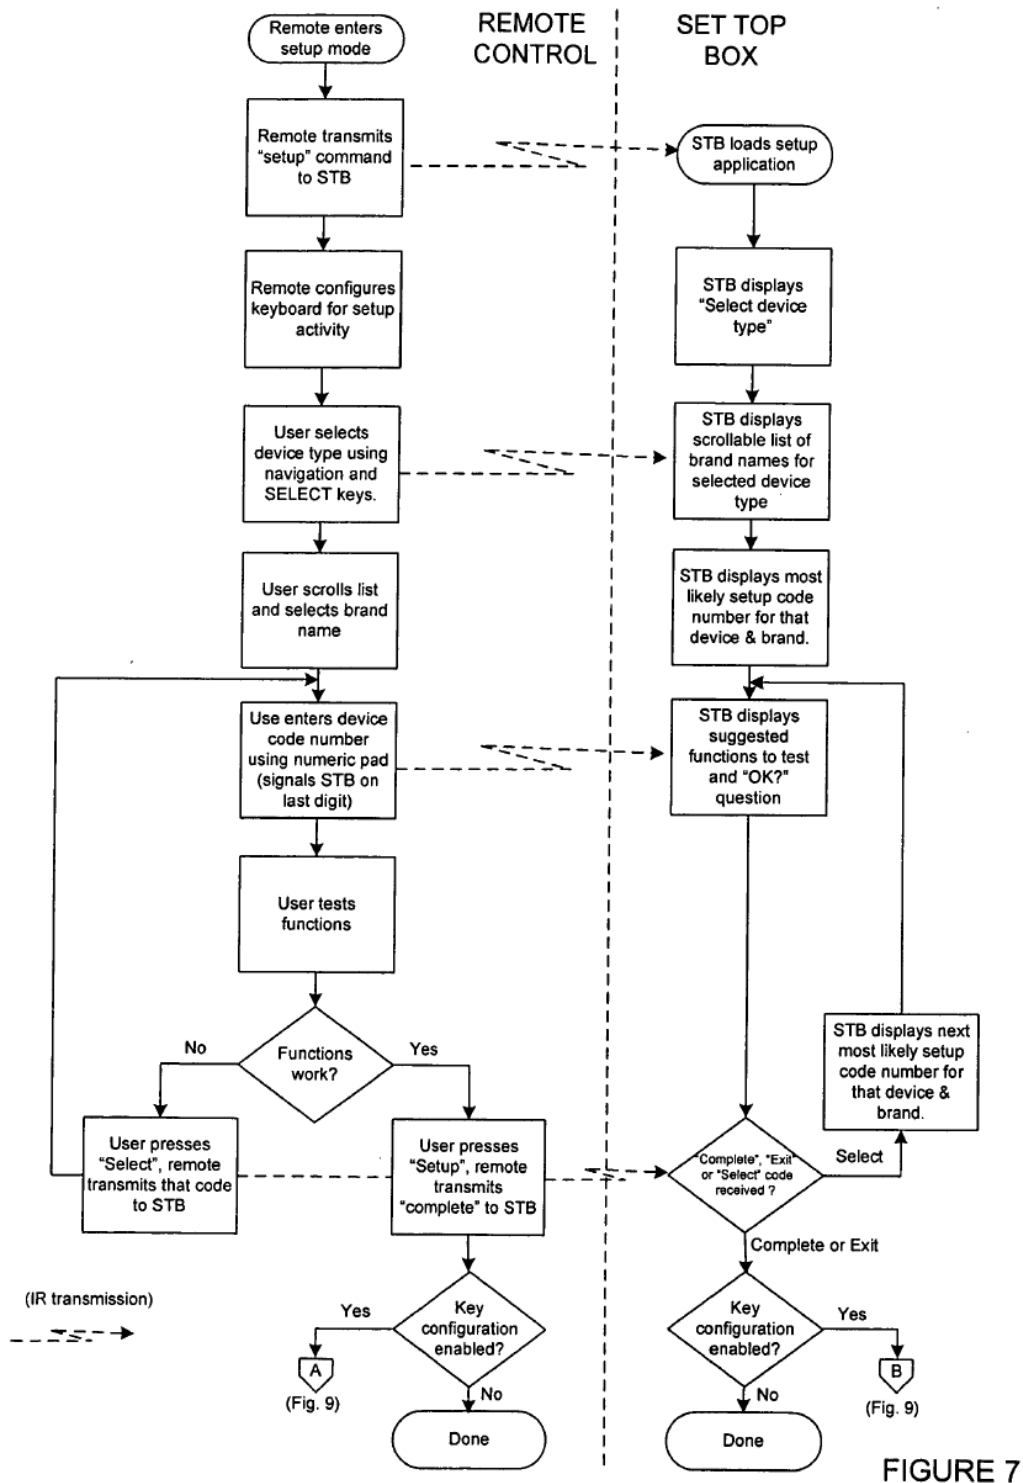 REMOTE
CONTROL
SET TOP
BOX
Remote enters
setup mode
Remote transmits
"setup" command
to STB
STB loads setup
application
Remote configures
keyboard for setup
activity
STB displays
"Select device
type"
User selects
device type using
navigation and
SELECT keys.
STB displays
scrollable list of
brand names for
selected device
type
User scrolls list
and selects brand
name
STB displays most
likely setup code
number for that
device & brand.
Use enters device
code number
using numeric pad
(signals STB on
last digit)
STB displays
suggested
functions to test
and "OK?"
question
User tests
functions
Functions
work?
No
Yes
STB displays next
most likely setup
code number for
that device &
brand.
User presses
"Select", remote
transmits that code
to STB
User presses
"Setup", remote
transmits
"complete" to STB
"Complete", "Exit"
or "Select" code
received ?
Select
Complete or Exit
(IR transmission)
Key
configuration
enabled?
Yes
No
A
(Fig. 9)
Done
Key
configuration
enabled?
Yes
No
B
(Fig. 9)
Done
FIGURE 7